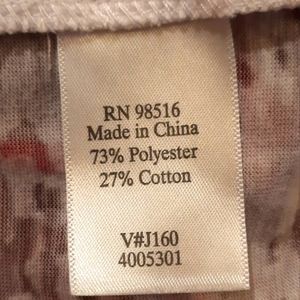 RN 98516
Made in China
73% Polyester
27% Cotton
V#J160
4005301